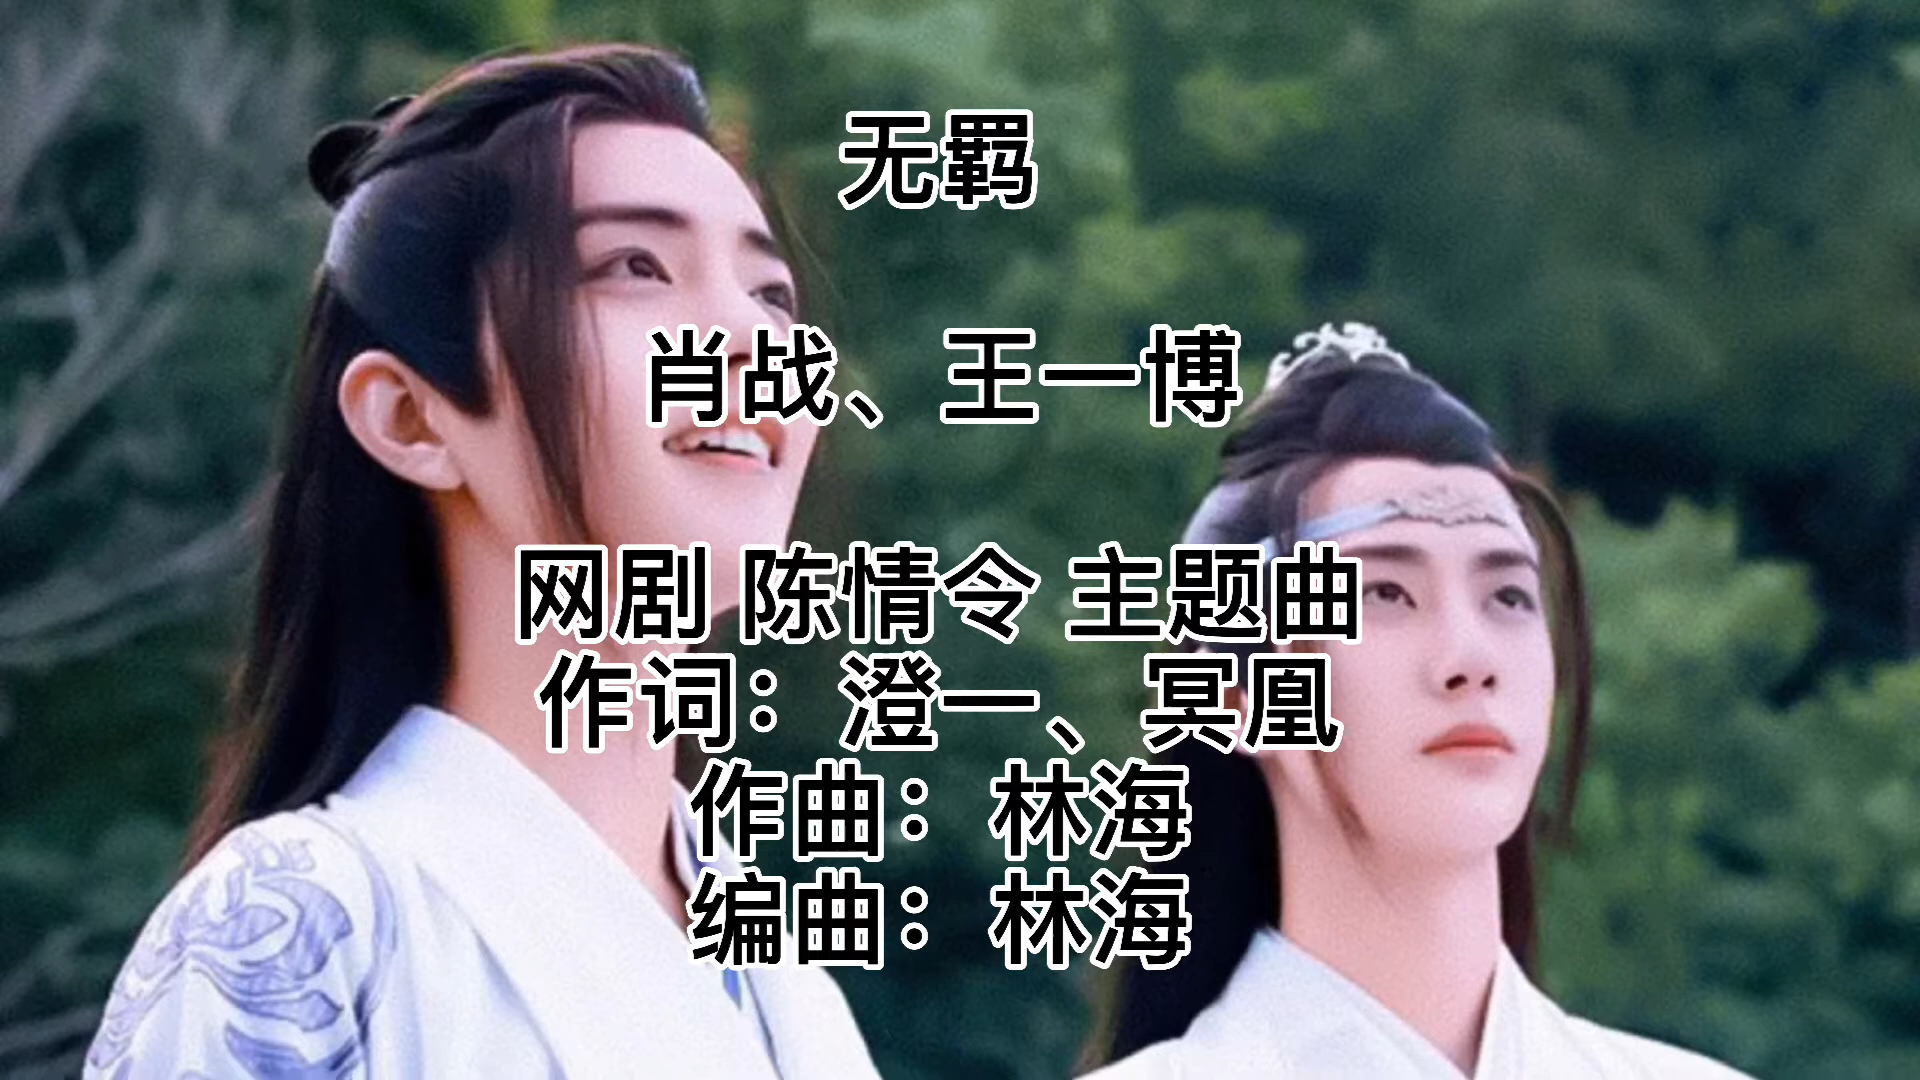 无羁
肖战、王一博
网剧 陈情令 主题曲
作词：澄一、冥凰
作曲：林海
编曲：林海